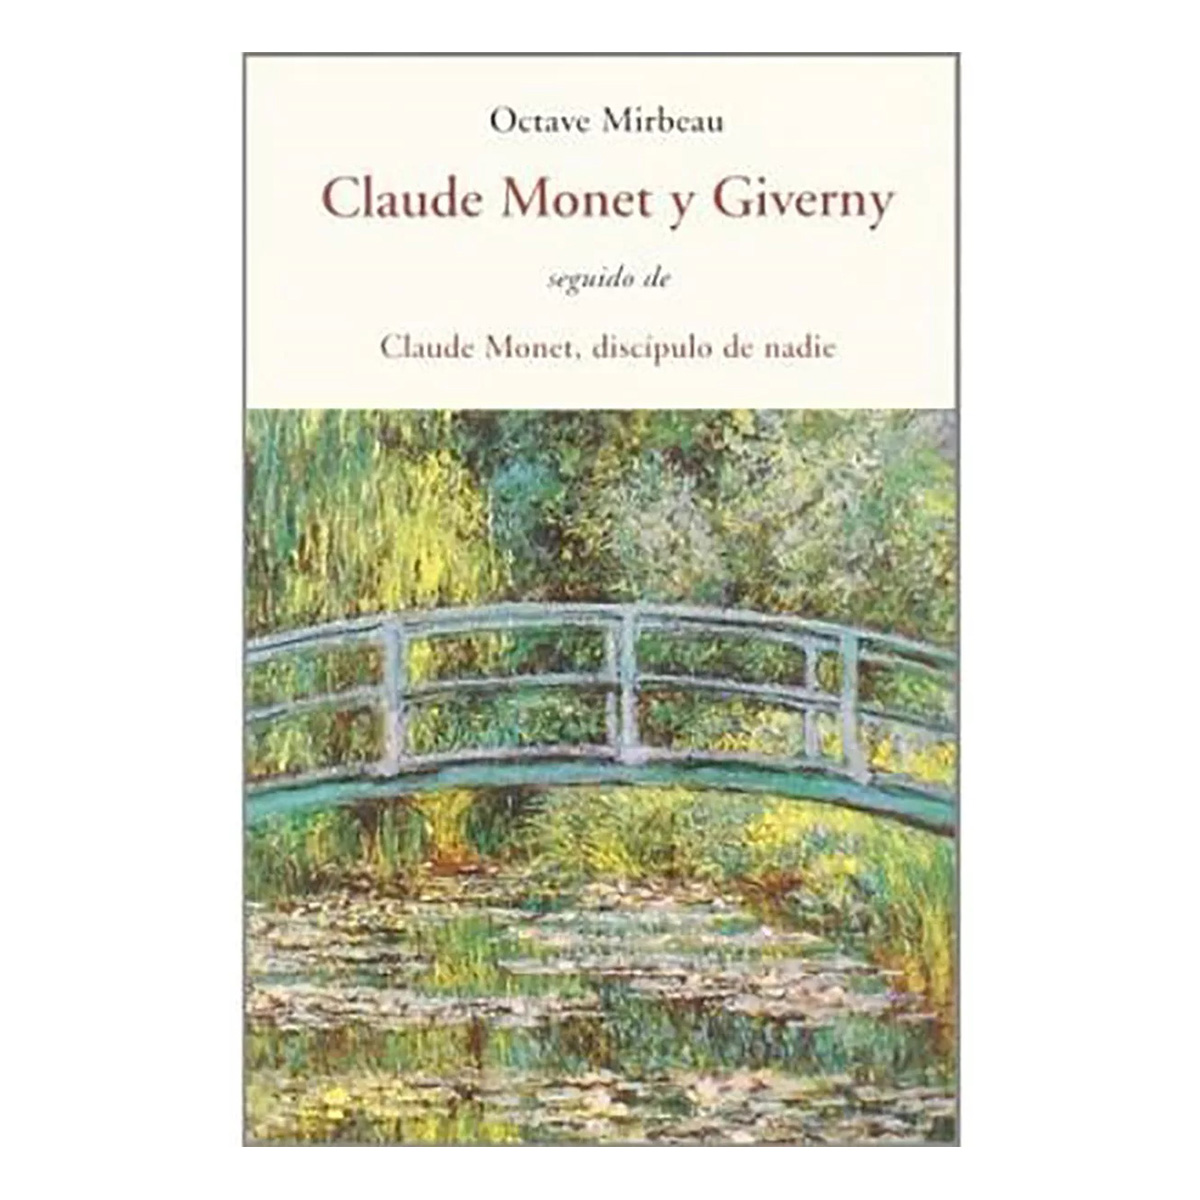 Octave Mirbeau
Claude Monet y Giverny
seguido de
Claude Monet, discípulo de nadie